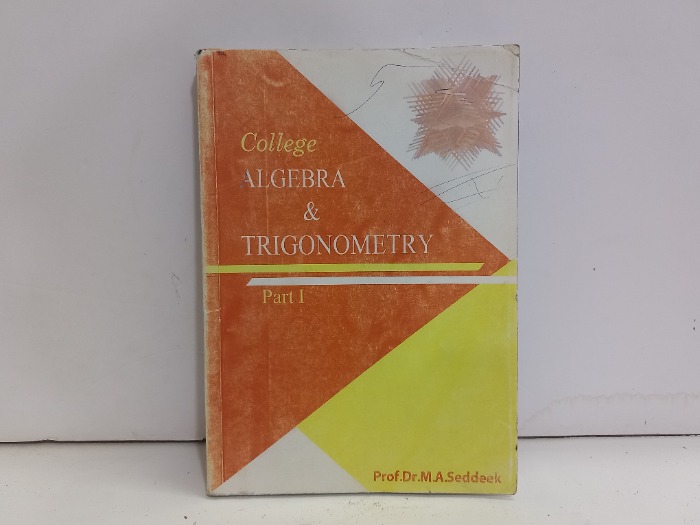 College
ALGEBRA
&
TRIGONOMETRY
Part I
Prof.Dr.M.A.Seddeek